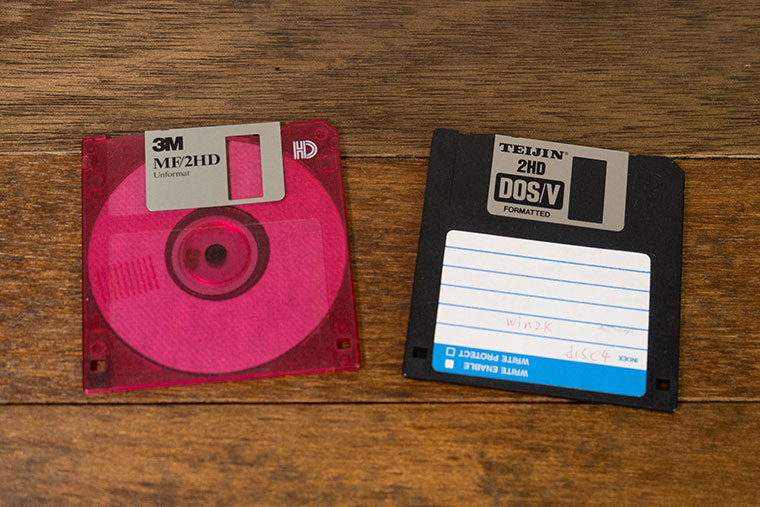 3M
MF/2HD
Unformat
HD
TEIJIN
2HD
DOS/V
FORMATTED
win2K
disc4
INDEX
WRITE PROTECT
WRITE ENABLE